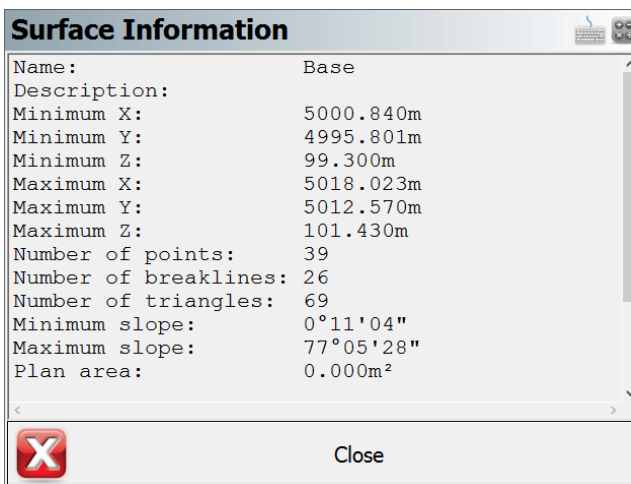 Surface Information
Name: Base
Description:
Minimum X: 5000.840m
Minimum Y: 4995.801m
Minimum Z: 99.300m
Maximum X: 5018.023m
Maximum Y: 5012.570m
Maximum Z: 101.430m
Number of points: 39
Number of breaklines: 26
Number of triangles: 69
Minimum slope: 0°11'04"
Maximum slope: 77°05'28"
Plan area: 0.000m²
Close